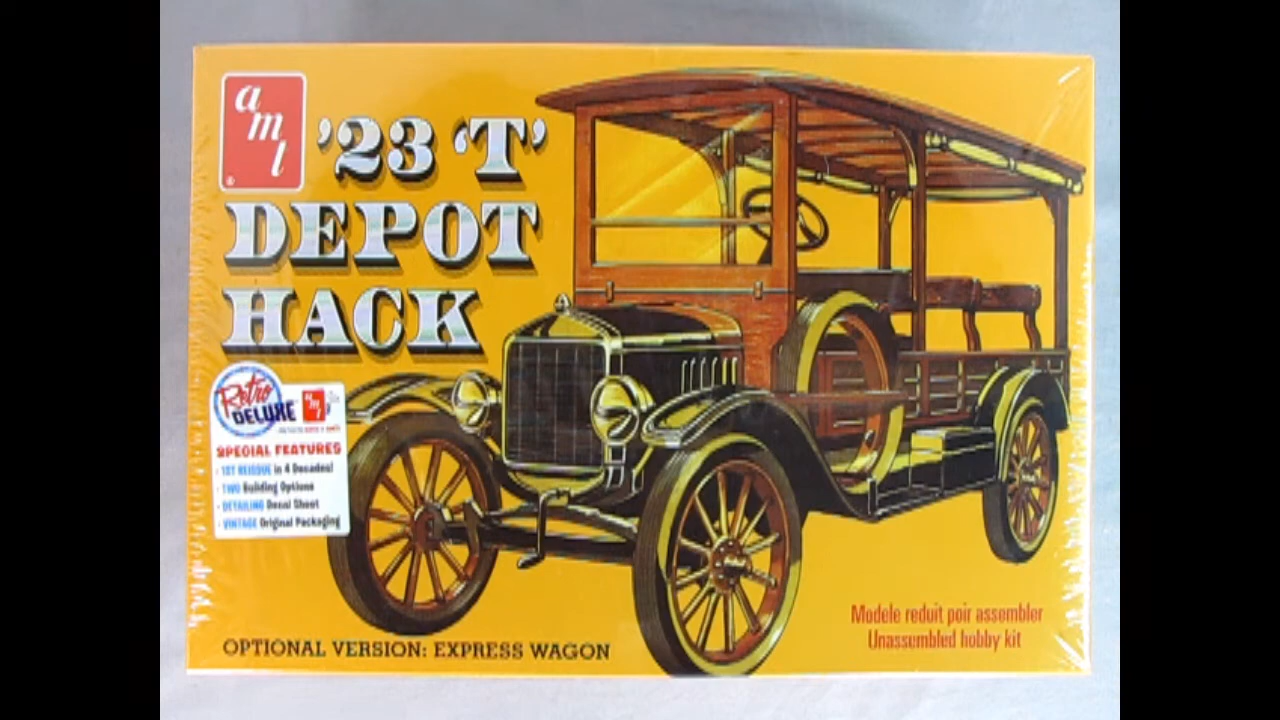 amt
'23 'T'
DEPOT
HACK
Retro
DELUXE
amt
SPECIAL FEATURES
• 1ST REISSUE in 4 Decades!
• TWO Building Options
• DETAILING Decal Sheet
• VINTAGE Original Packaging
OPTIONAL VERSION: EXPRESS WAGON
Modele reduit poir assembler
Unassembled hobby kit